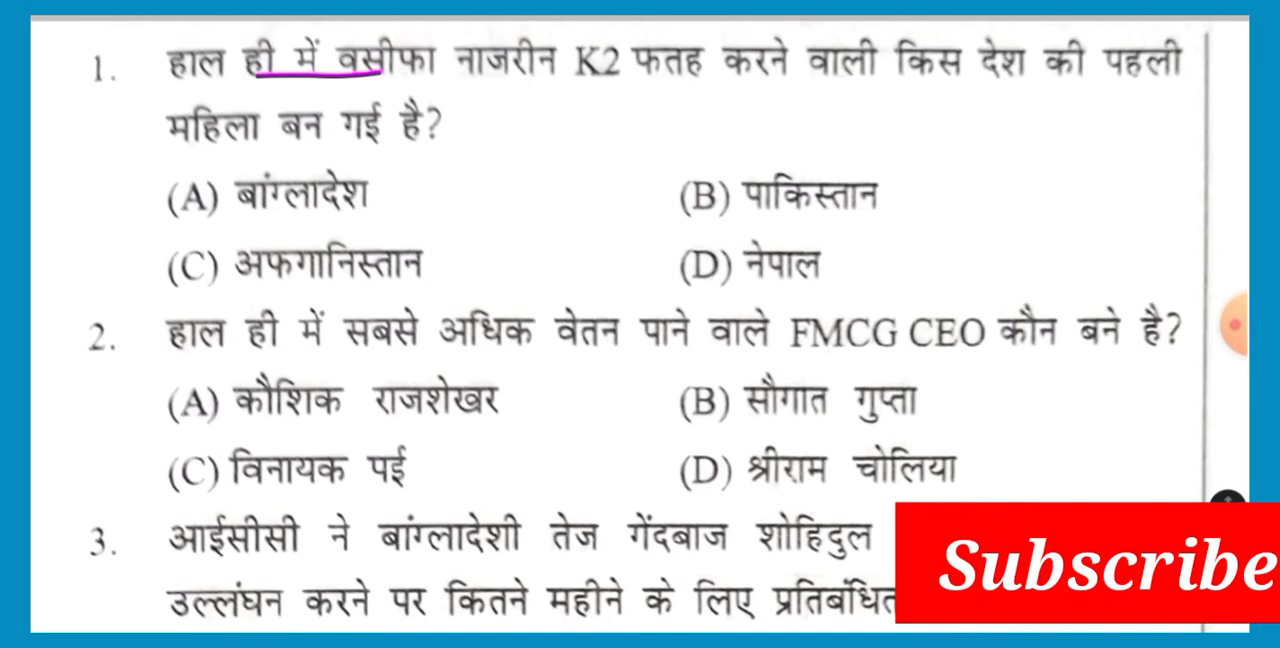 1. हाल ही में वसीफा नाजरीन K2 फतह करने वाली किस देश की पहली
महिला बन गई है?
(A) बांग्लादेश (B) पाकिस्तान
(C) अफगानिस्तान (D) नेपाल
2. हाल ही में सबसे अधिक वेतन पाने वाले FMCG CEO कौन बने है?
(A) कौशिक राजशेखर (B) सौगात गुप्ता
(C) विनायक पई (D) श्रीराम चोलिया
3. आईसीसी ने बांग्लादेशी तेज गेंदबाज शोहिदुल
उल्लंघन करने पर कितने महीने के लिए प्रतिबंधित
Subscribe